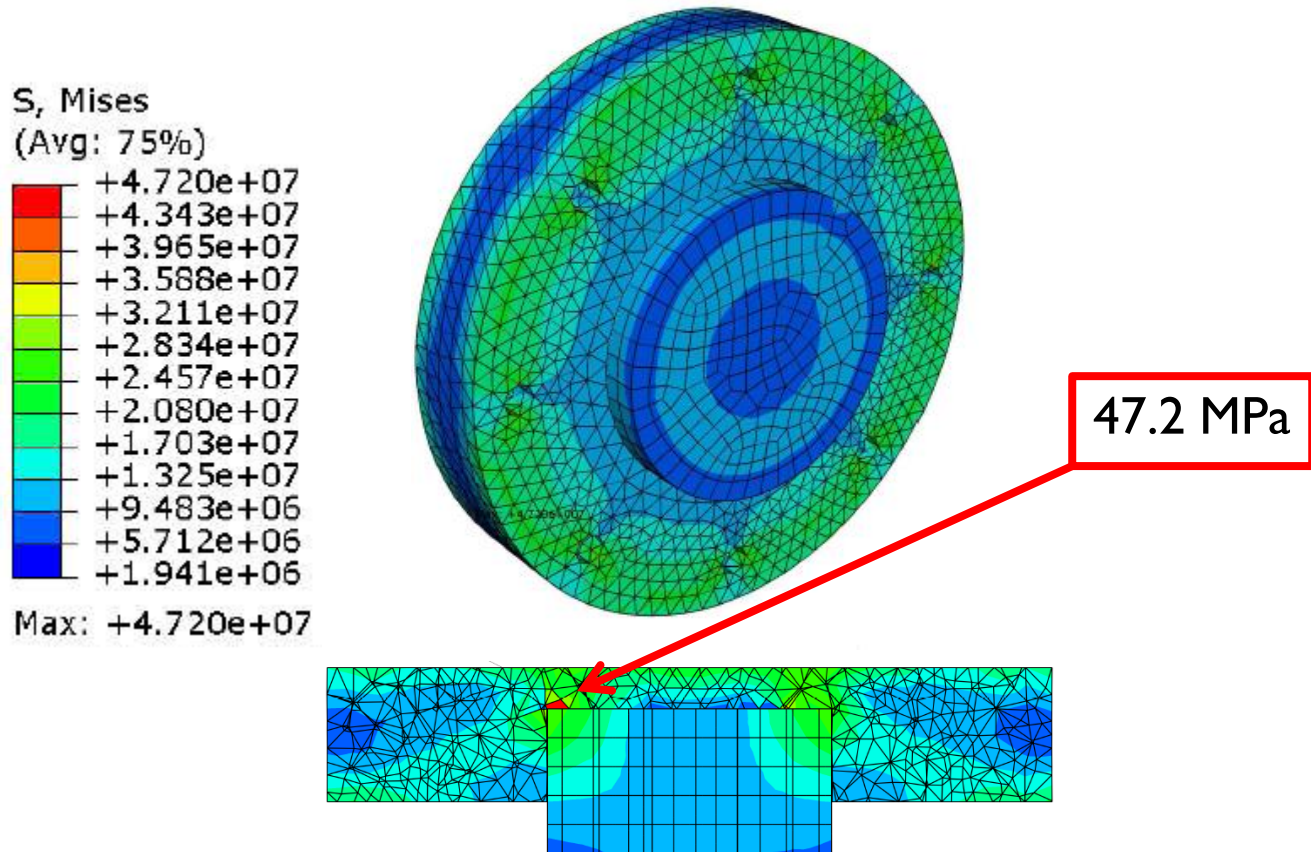 S, Mises
(Avg: 75%)
+4.720e+07
+4.343e+07
+3.965e+07
+3.588e+07
+3.211e+07
+2.834e+07
+2.457e+07
+2.080e+07
+1.703e+07
+1.325e+07
+9.483e+06
+5.712e+06
+1.941e+06
Max: +4.720e+07
47.2 MPa